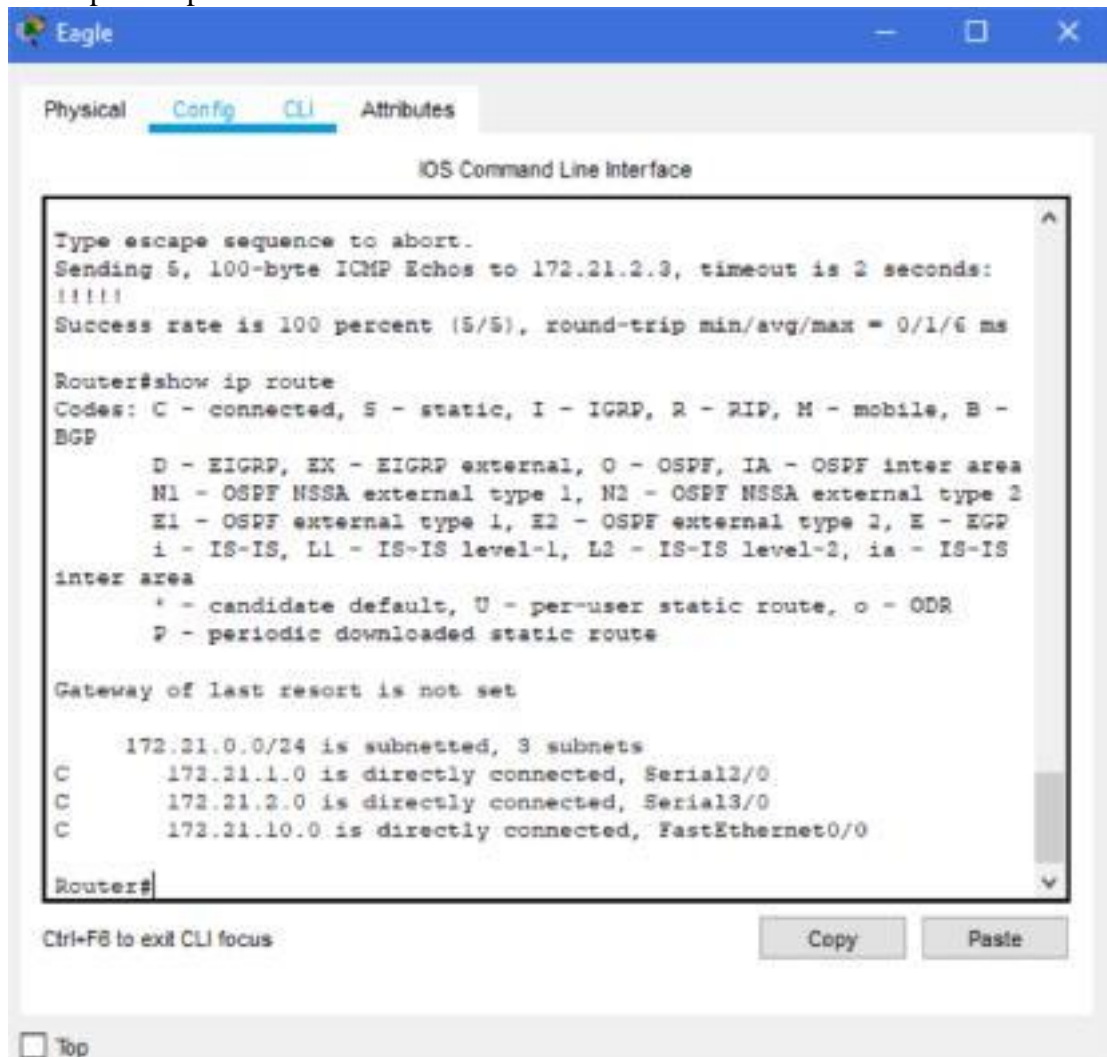 Eagle
Physical Config CLI Attributes
IOS Command Line Interface
Type escape sequence to abort.
Sending 5, 100-byte ICMP Echos to 172.21.2.3, timeout is 2 seconds:
!!!!!
Success rate is 100 percent (5/5), round-trip min/avg/max = 0/1/6 ms
Router#show ip route
Codes: C - connected, S - static, I - IGRP, R - RIP, M - mobile, B -
BGP
D - EIGRP, EX - EIGRP external, O - OSPF, IA - OSPF inter area
N1 - OSPF NSSA external type 1, N2 - OSPF NSSA external type 2
E1 - OSPF external type 1, E2 - OSPF external type 2, E - EGP
i - IS-IS, L1 - IS-IS level-1, L2 - IS-IS level-2, ia - IS-IS
inter area
* - candidate default, U - per-user static route, o - ODR
P - periodic downloaded static route
Gateway of last resort is not set
172.21.0.0/24 is subnetted, 3 subnets
C 172.21.1.0 is directly connected, Serial2/0
C 172.21.2.0 is directly connected, Serial3/0
C 172.21.10.0 is directly connected, FastEthernet0/0
Router#
Ctrl+F6 to exit CLI focus
Copy Paste
Top